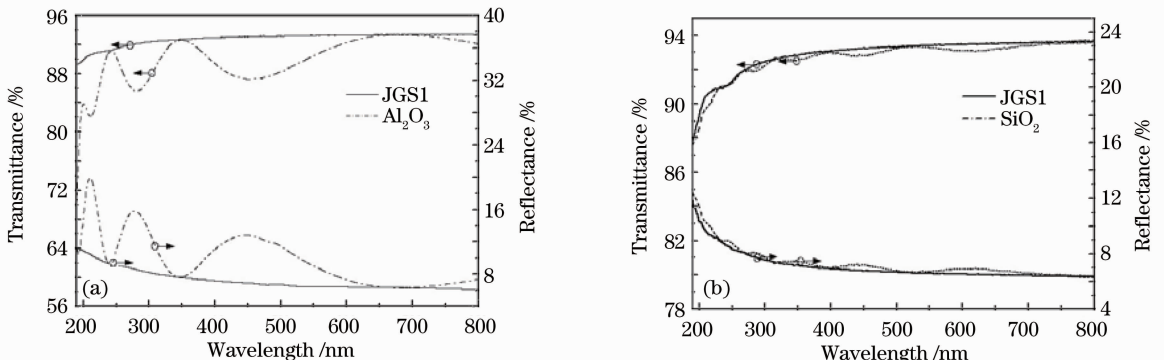 96
88
80
72
64
56
40
32
24
16
8
200 300 400 500 600 700 800
Transmittance /%
Reflectance /%
Wavelength /nm
JGS1
Al₂O₃
(a)
94
90
86
82
78
24
20
16
12
8
4
200 300 400 500 600 700 800
Transmittance /%
Reflectance /%
Wavelength /nm
JGS1
SiO₂
(b)